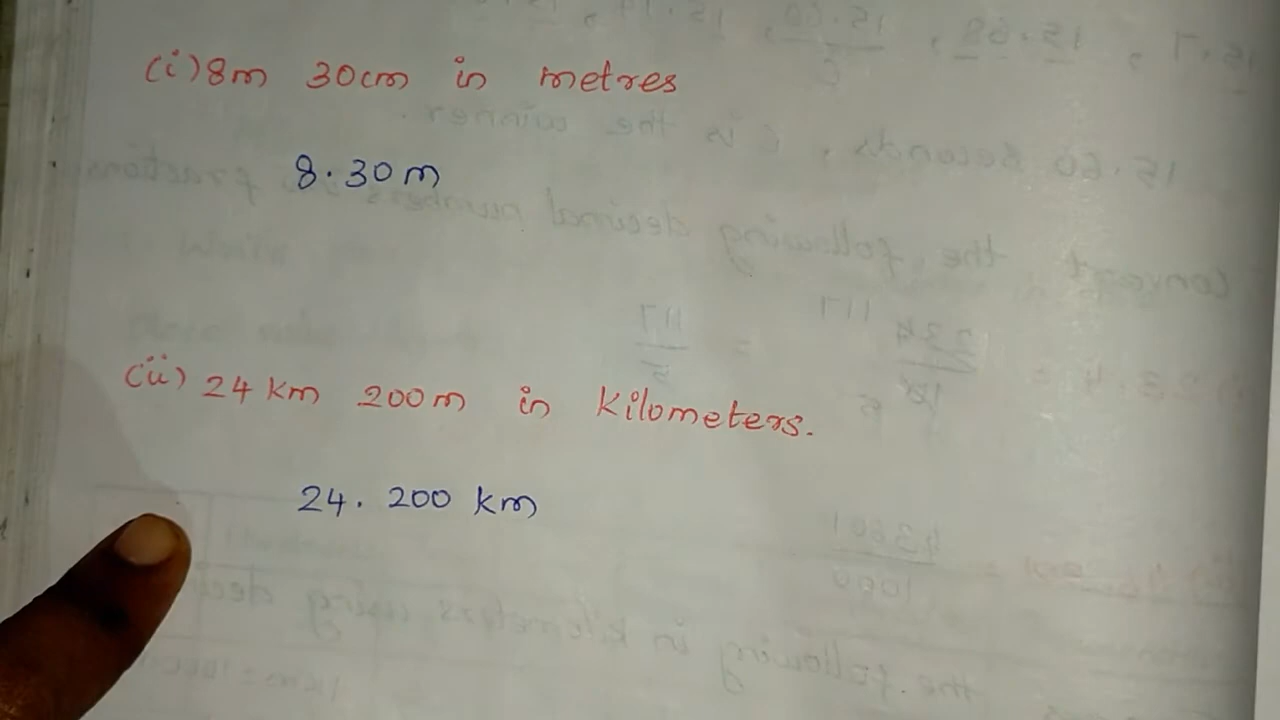 (i) 8m 30cm in metres
8.30 m
(ii) 24 km 200m in kilometers.
24. 200 km